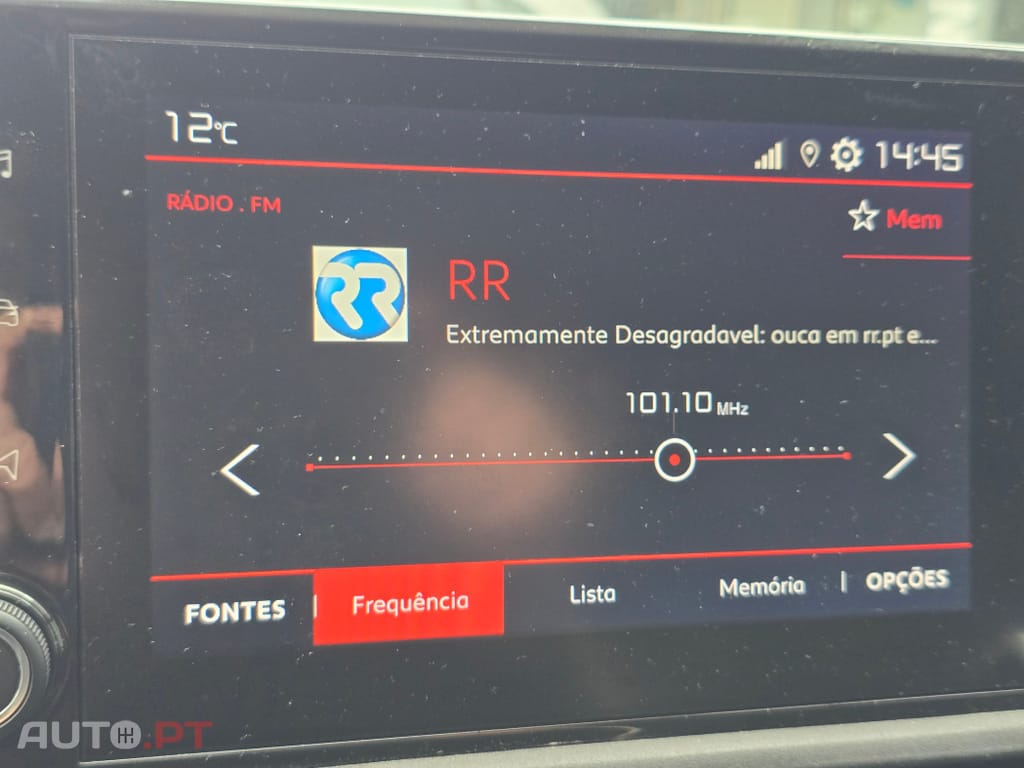 12°C
14:45
RÁDIO . FM
Mem
RR
RR
Extremamente Desagradavel: ouca em rr.pt e...
101.10 MHz
FONTES | Frequência Lista Memória | OPÇÕES
AUTO.PT